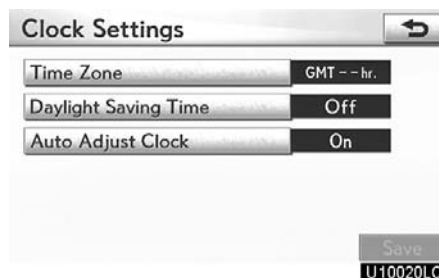 Clock Settings
Time Zone GMT -- hr.
Daylight Saving Time Off
Auto Adjust Clock On
Save
U10020LC